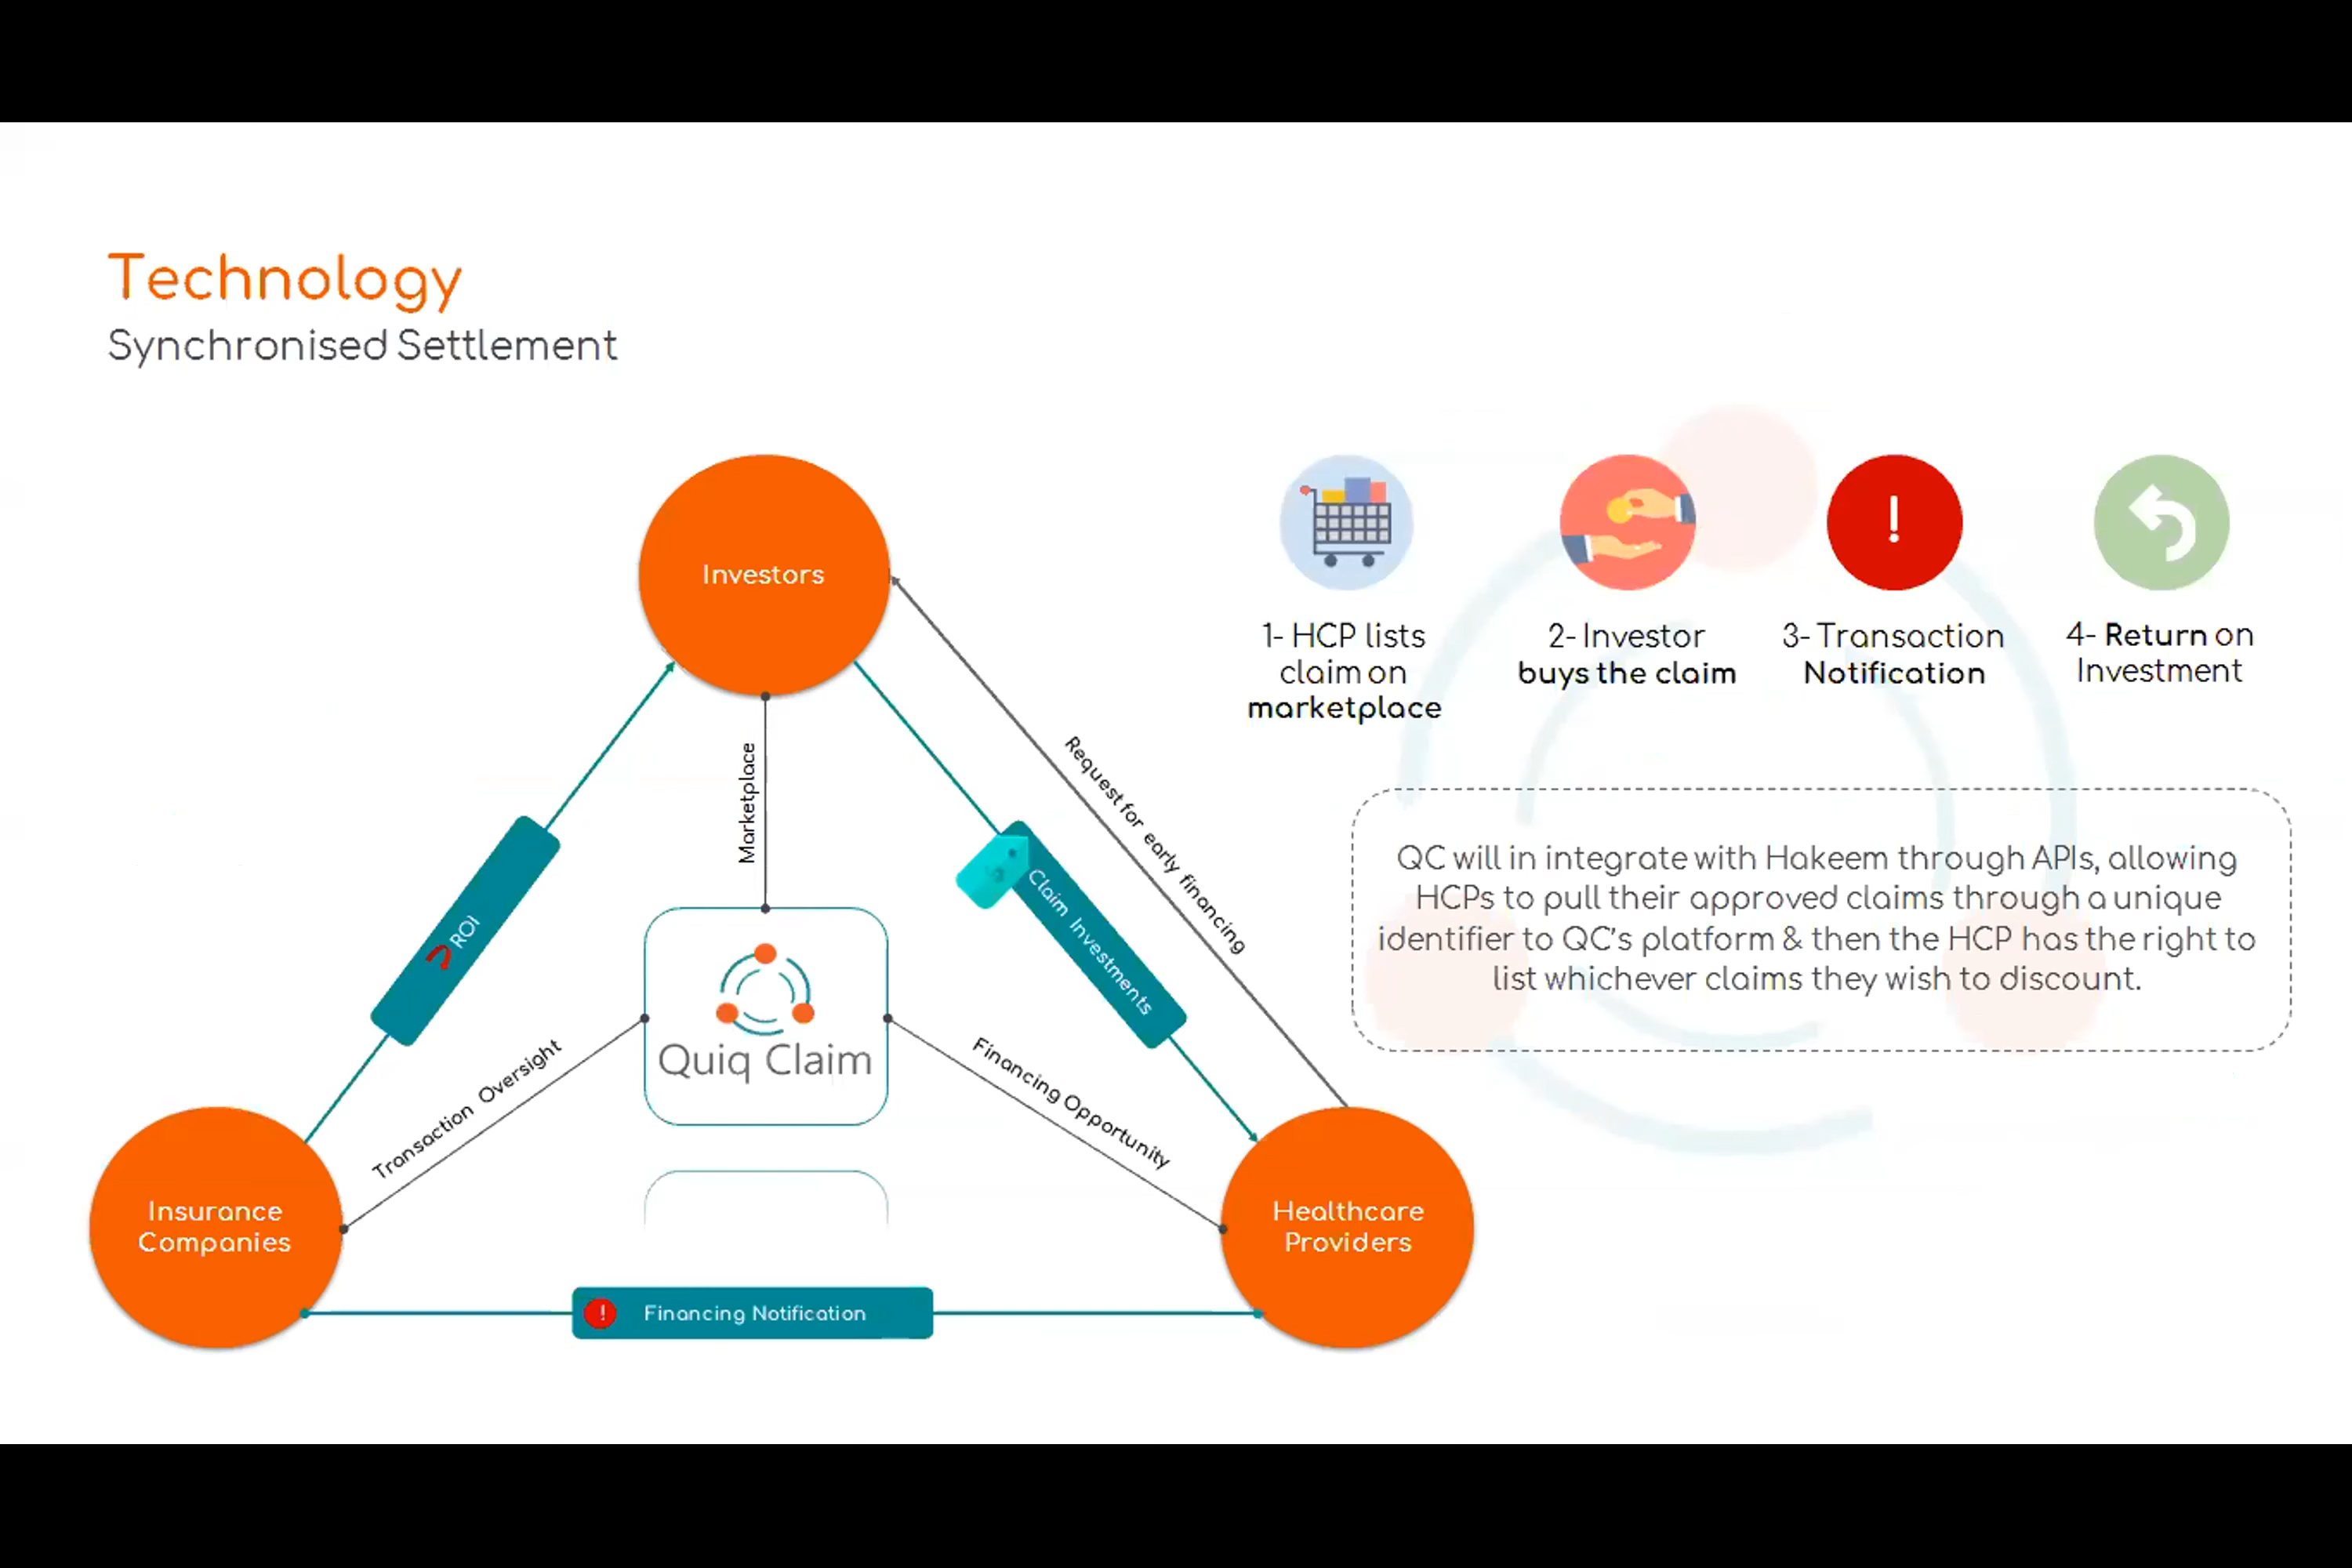 Technology
Synchronised Settlement
Investors
Marketplace
Request for early financing
ROI
Claim Investments
Quiq Claim
Transaction Oversight
Financing Opportunity
Insurance
Companies
Healthcare
Providers
! Financing Notification
!
1- HCP lists
claim on
marketplace
2- Investor
buys the claim
3- Transaction
Notification
4- Return on
Investment
QC will in integrate with Hakeem through APIs, allowing
HCPs to pull their approved claims through a unique
identifier to QC's platform & then the HCP has the right to
list whichever claims they wish to discount.